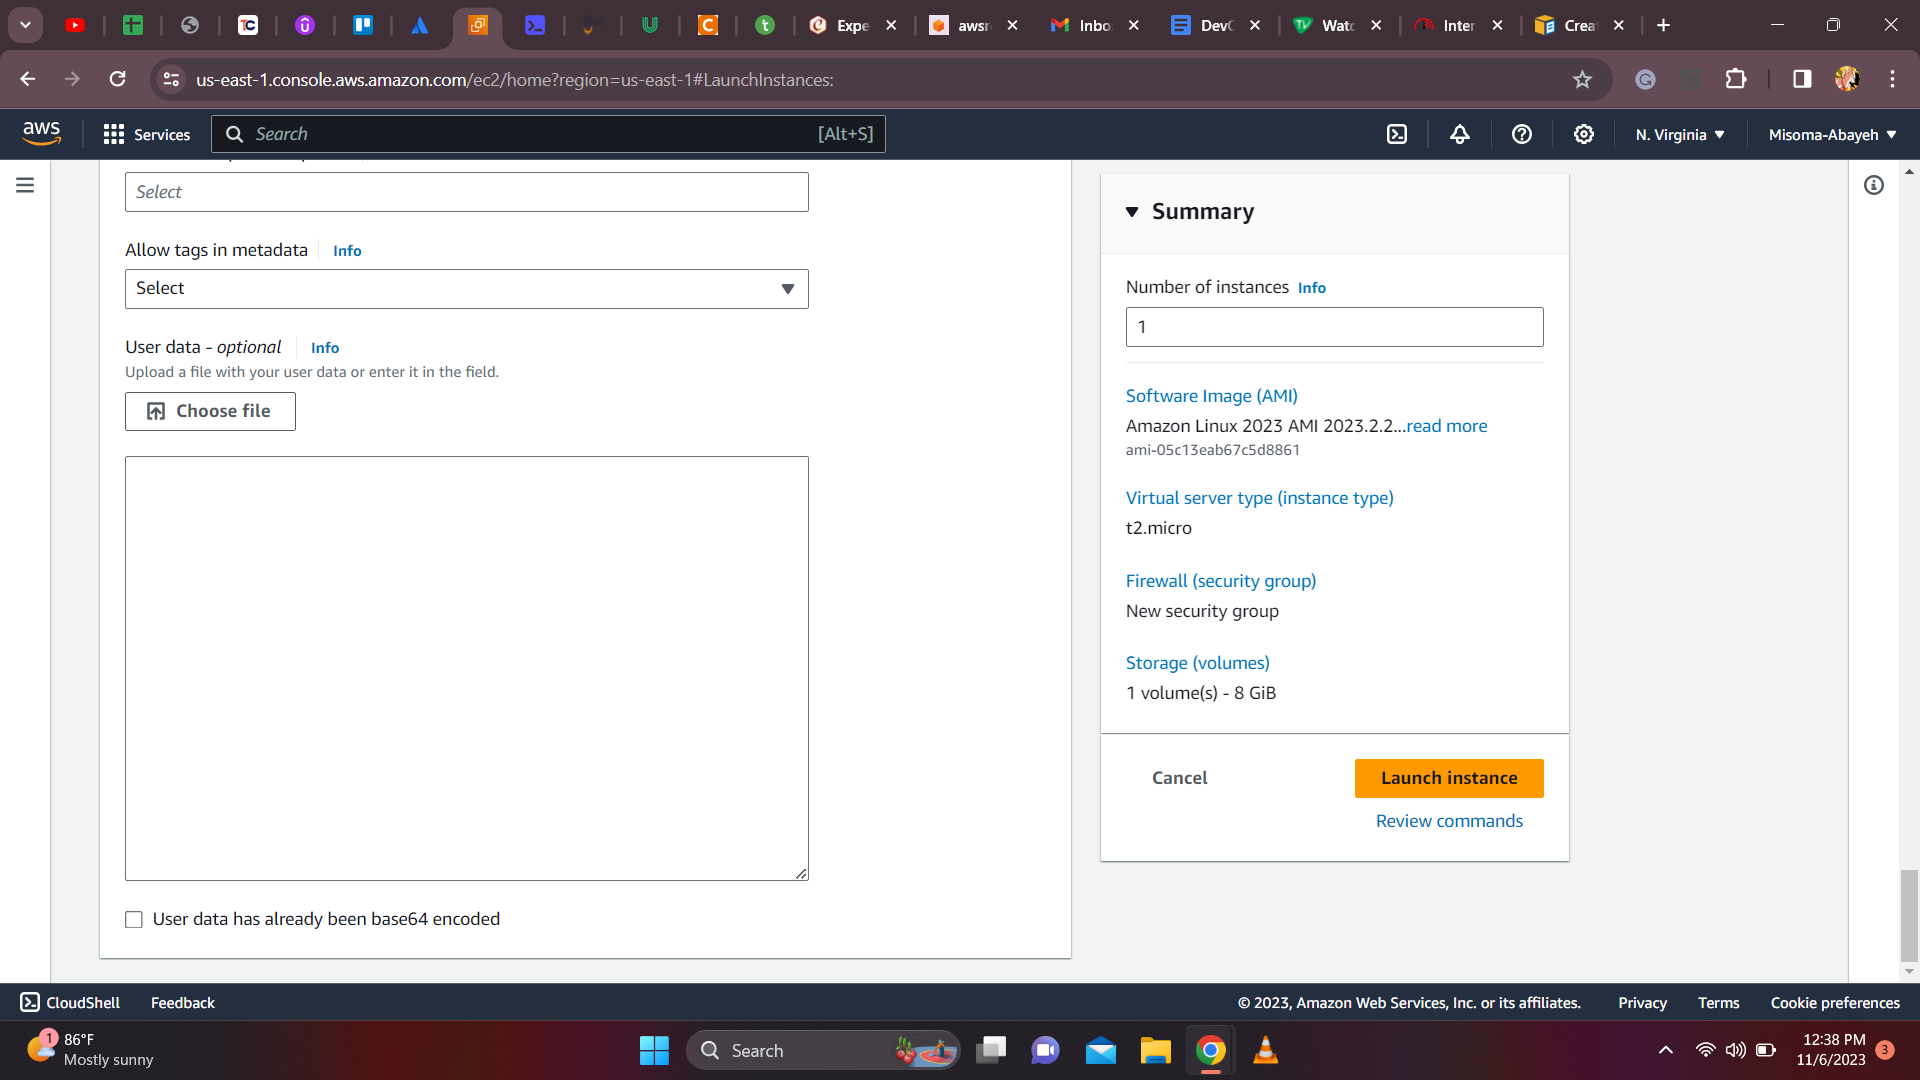 Expe
awsr
Inbo
DevO
Watc
Inter
Crea
us-east-1.console.aws.amazon.com/ec2/home?region=us-east-1#LaunchInstances:
aws
Services
Search
[Alt+S]
N. Virginia
Misoma-Abayeh
Select
Allow tags in metadata
Info
Select
User data - optional
Info
Upload a file with your user data or enter it in the field.
Choose file
User data has already been base64 encoded
Summary
Number of instances Info
1
Software Image (AMI)
Amazon Linux 2023 AMI 2023.2.2...read more
ami-05c13eab67c5d8861
Virtual server type (instance type)
t2.micro
Firewall (security group)
New security group
Storage (volumes)
1 volume(s) - 8 GiB
Cancel
Launch instance
Review commands
CloudShell
Feedback
© 2023, Amazon Web Services, Inc. or its affiliates.
Privacy
Terms
Cookie preferences
1
86°F
Mostly sunny
Search
12:38 PM
11/6/2023
3